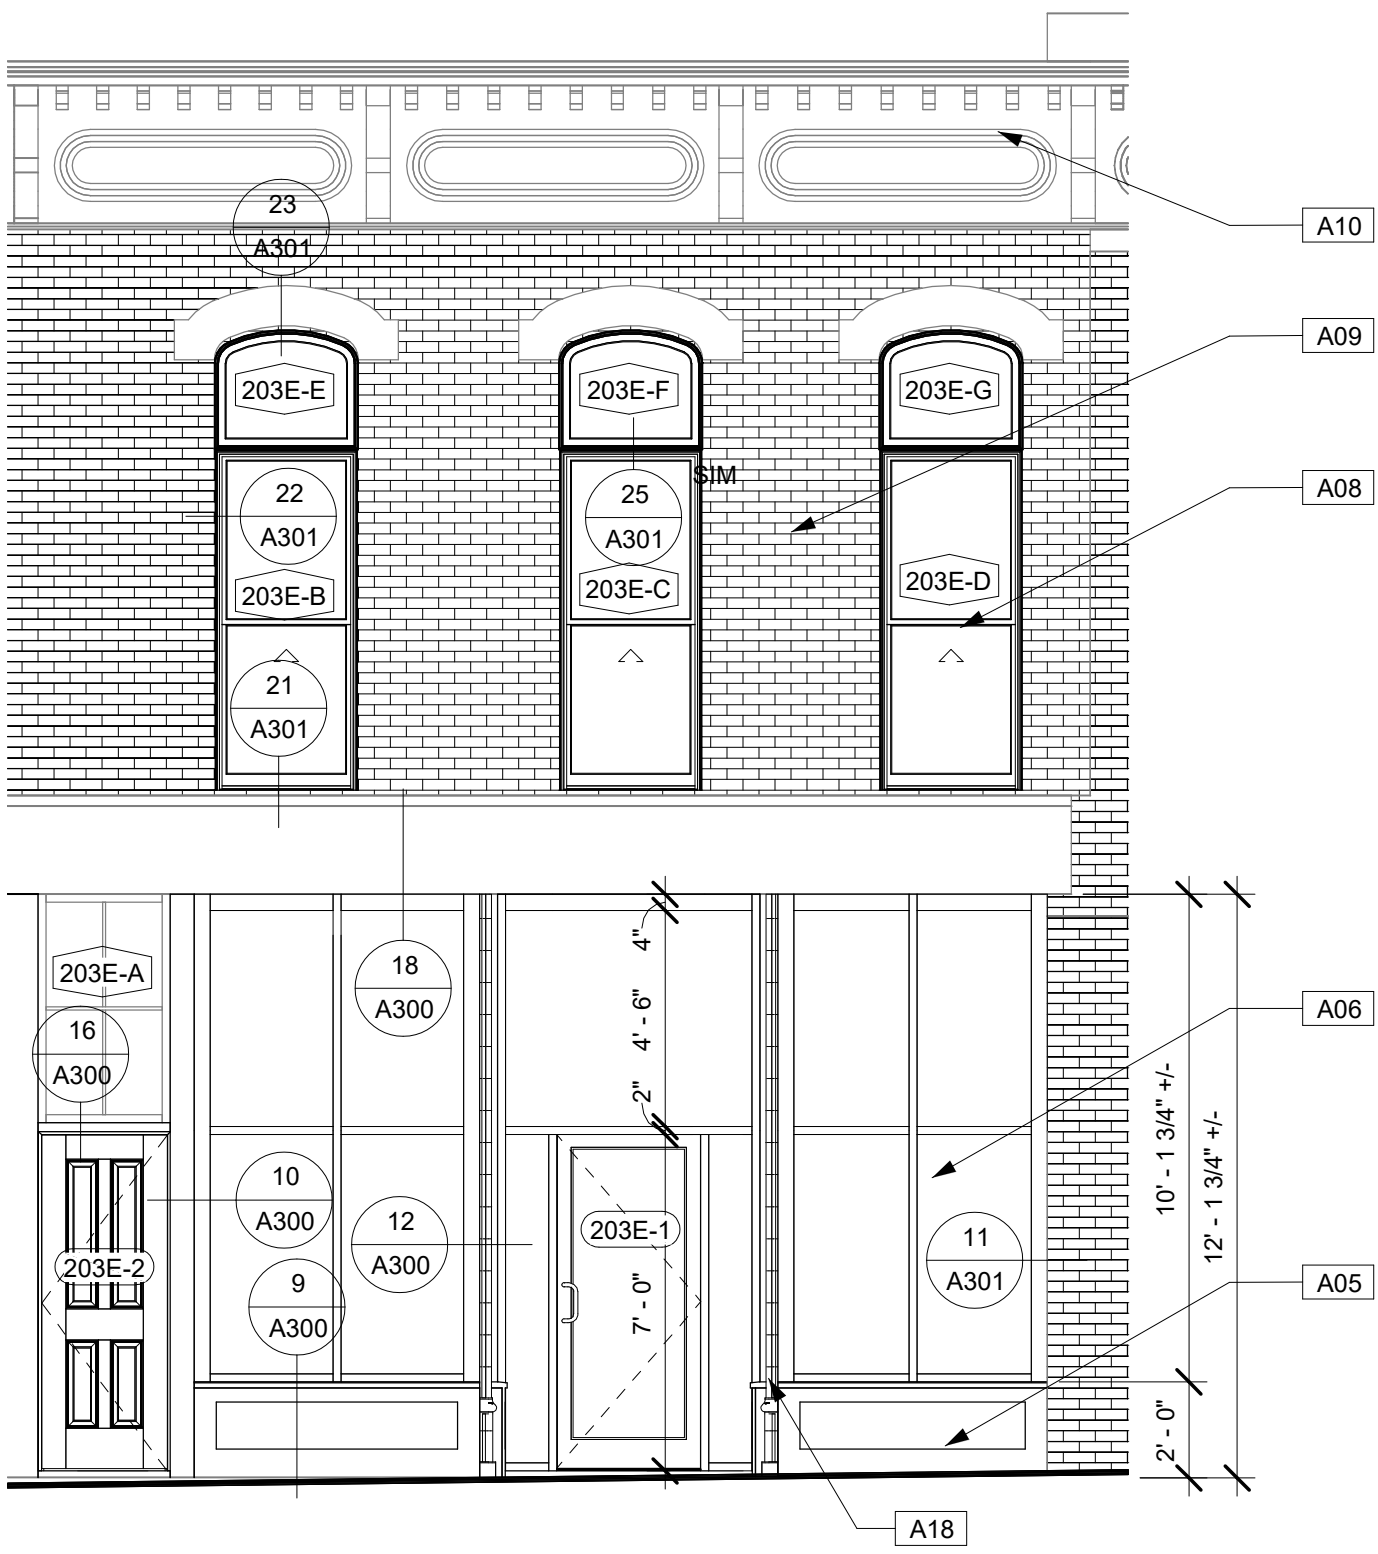 A10
23
A301
A09
203E-E
203E-F
203E-G
SIM
22
A301
25
A301
A08
203E-B
203E-C
203E-D
21
A301
4"
203E-A
18
A300
4' - 6"
A06
16
A300
2"
10' - 1 3/4" +/-
12' - 1 3/4" +/-
10
A300
12
A300
203E-1
11
A301
203E-2
9
A300
7' - 0"
A05
2' - 0"
A18